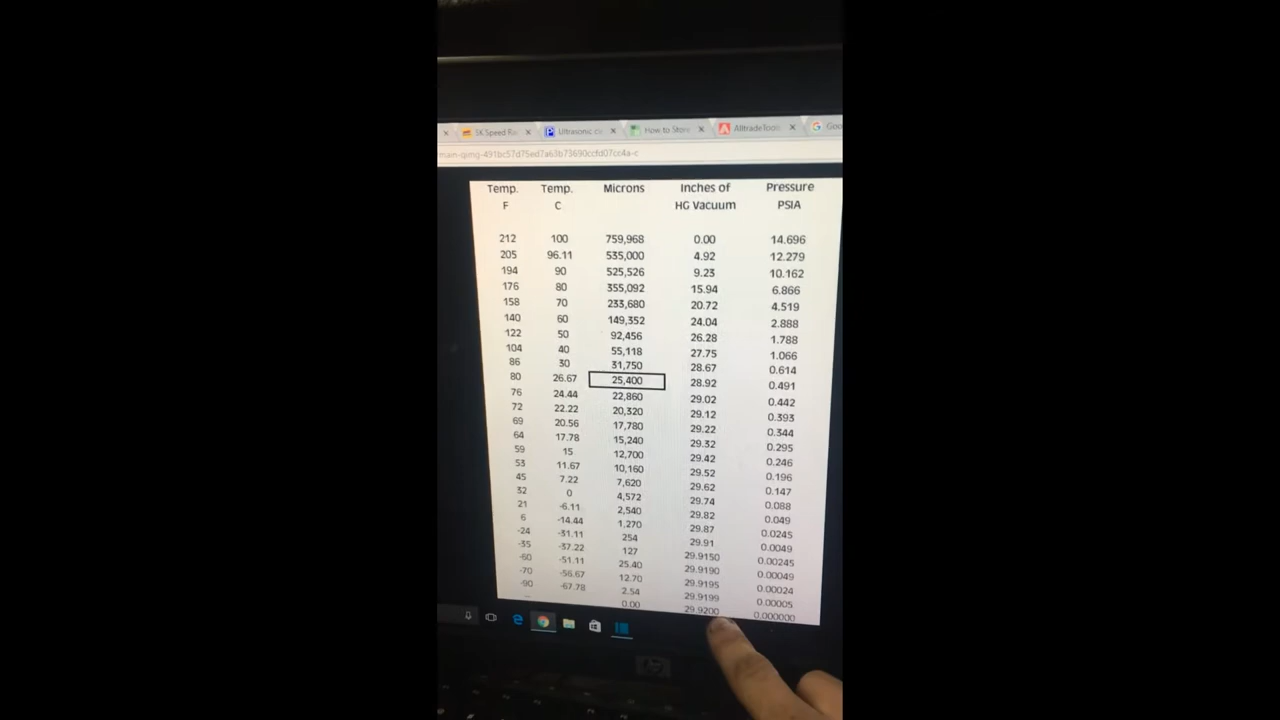 SK Speed Ra
Ultrasonic cl
How to Store
AlltradeTools
Goo
Temp. Temp. Microns Inches of Pressure
F C HG Vacuum PSIA
212 100 759,968 0.00 14.696
205 96.11 535,000 4.92 12.279
194 90 525,526 9.23 10.162
176 80 355,092 15.94 6.866
158 70 233,680 20.72 4.519
140 60 149,352 24.04 2.888
122 50 92,456 26.28 1.788
104 40 55,118 27.75 1.066
86 30 31,750 28.67 0.614
80 26.67 25,400 28.92 0.491
76 24.44 22,860 29.02 0.442
72 22.22 20,320 29.12 0.393
69 20.56 17,780 29.22 0.344
64 17.78 15,240 29.32 0.295
59 15 12,700 29.42 0.246
53 11.67 10,160 29.52 0.196
45 7.22 7,620 29.62 0.147
32 0 4,572 29.74 0.088
21 -6.11 2,540 29.82 0.049
6 -14.44 1,270 29.87 0.0245
-24 -31.11 254 29.91 0.0049
-35 -37.22 127 29.9150 0.00245
-60 -51.11 25.40 29.9190 0.00049
-70 -56.67 12.70 29.9195 0.00024
-90 -67.78 2.54 29.9199 0.00005
-- 0.00 29.9200 0.000000
hp